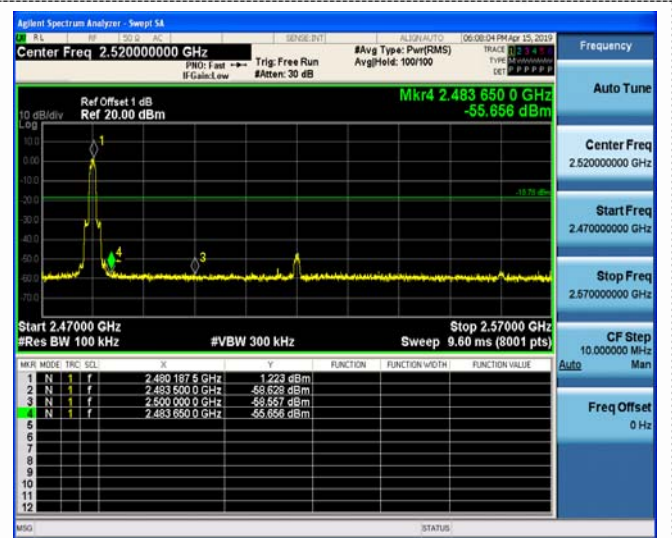 Agilent Spectrum Analyzer - Swept SA
RL RF 50 Ω AC SENSE:INT ALIGN AUTO 06:08:04 PM Apr 15, 2019
Center Freq 2.520000000 GHz
PNO: Fast
IFGain:Low
Trig: Free Run
#Atten: 30 dB
#Avg Type: Pwr(RMS)
Avg|Hold: 100/100
TRACE 1 2 3 4 5 6
TYPE M
DET P P P P P P
Mkr4 2.483 650 0 GHz
-55.656 dBm
10 dB/div
Log
Ref Offset 1 dB
Ref 20.00 dBm
10.0
0.00
-10.0
-20.0
-30.0
-40.0
-50.0
-60.0
-70.0
1
4
3
-18.78 dBm
Start 2.47000 GHz
Stop 2.57000 GHz
#Res BW 100 kHz
#VBW 300 kHz
Sweep 9.60 ms (8001 pts)
MKR MODE TRC SCL X Y FUNCTION FUNCTION WIDTH FUNCTION VALUE
1 N 1 f 2.480 187 5 GHz 1.223 dBm
2 N 1 f 2.483 500 0 GHz -58.628 dBm
3 N 1 f 2.500 000 0 GHz -58.557 dBm
4 N 1 f 2.483 650 0 GHz -55.656 dBm
5
6
7
8
9
10
11
12
MSG
STATUS
Frequency
Auto Tune
Center Freq
2.520000000 GHz
Start Freq
2.470000000 GHz
Stop Freq
2.570000000 GHz
CF Step
10.000000 MHz
Auto Man
Freq Offset
0 Hz